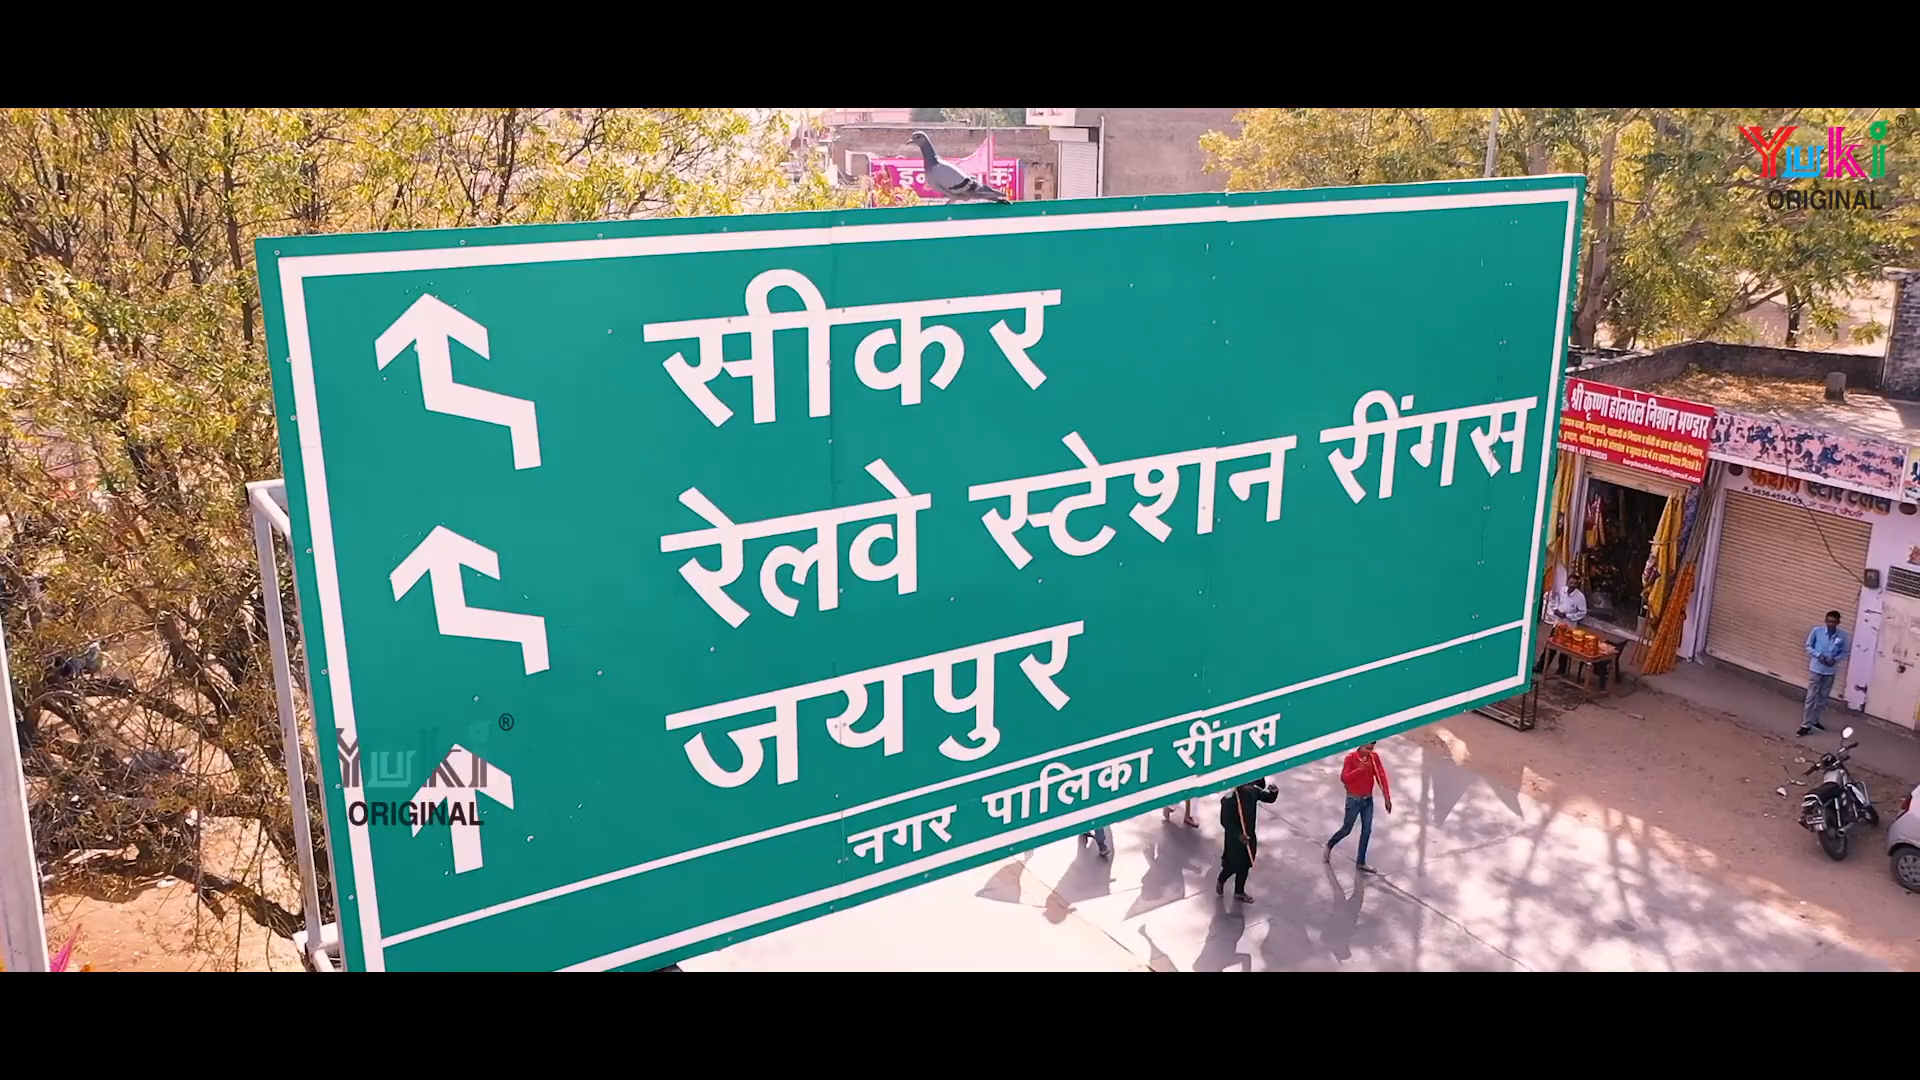 Yuki ®
ORIGINAL
सीकर
रेलवे स्टेशन रींगस
जयपुर
नगर पालिका रींगस
Yuki ®
ORIGINAL
श्री कृष्णा होलसेल निशान भण्डार